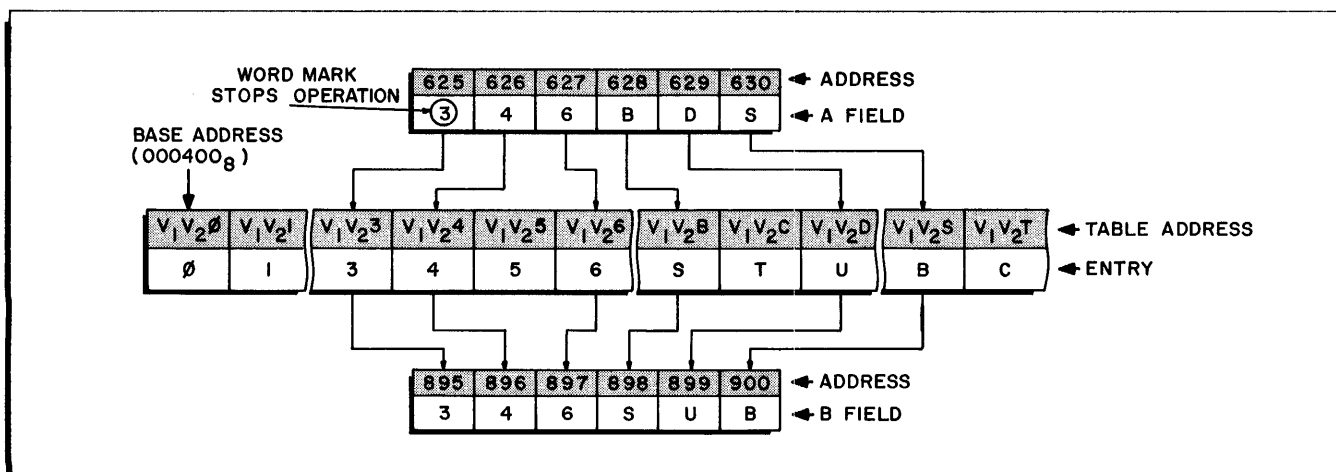 WORD MARK
STOPS OPERATION
625 626 627 628 629 630 ADDRESS
3 4 6 B D S A FIELD
BASE ADDRESS
(000400₈)
V₁V₂Ø V₁V₂1 V₁V₂3 V₁V₂4 V₁V₂5 V₁V₂6 V₁V₂B V₁V₂C V₁V₂D V₁V₂S V₁V₂T TABLE ADDRESS
Ø 1 3 4 5 6 S T U B C ENTRY
895 896 897 898 899 900 ADDRESS
3 4 6 S U B B FIELD